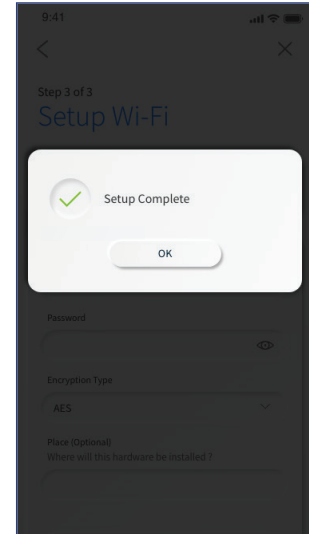 9:41
Step 3 of 3
Setup Wi-Fi
Setup Complete
OK
Password
Encryption Type
AES
Place (Optional)
Where will this hardware be installed ?